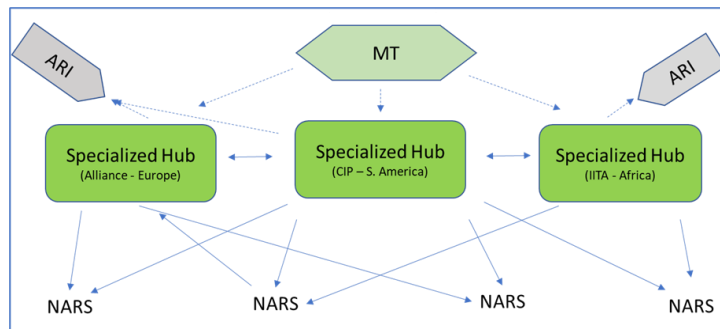 ARI
MT
ARI
Specialized Hub
(Alliance - Europe)
Specialized Hub
(CIP – S. America)
Specialized Hub
(IITA - Africa)
NARS
NARS
NARS
NARS